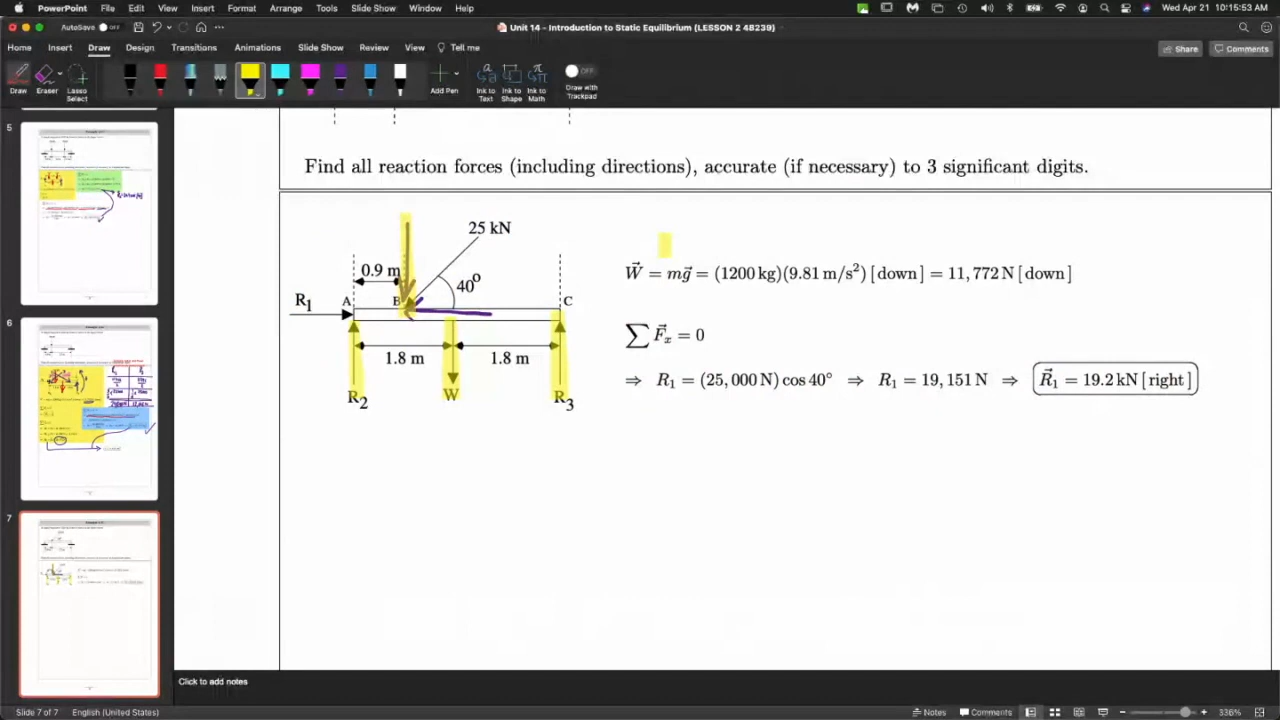 PowerPoint File Edit View Insert Format Arrange Tools Slide Show Window Help Wed Apr 21 10:15:53 AM
AutoSave OFF Unit 14 - Introduction to Static Equilibrium (LESSON 2 4B239)
Home Insert Draw Design Transitions Animations Slide Show Review View Tell me Share Comments
Draw Eraser Lasso Select Add Pen Ink to Text Ink to Shape Ink to Math OFF Draw with Trackpad
5
6
7
Find all reaction forces (including directions), accurate (if necessary) to 3 significant digits.
25 kN
0.9 m
40°
R₁ A B C
1.8 m 1.8 m
R₂ W R₃
W⃗ = mg⃗ = (1200 kg)(9.81 m/s²) [down] = 11,772 N [down]
∑ F⃗ₓ = 0
⇒ R₁ = (25,000 N) cos 40° ⇒ R₁ = 19,151 N ⇒ R⃗₁ = 19.2 kN [right]
Click to add notes
Slide 7 of 7 English (United States) Notes Comments 336%